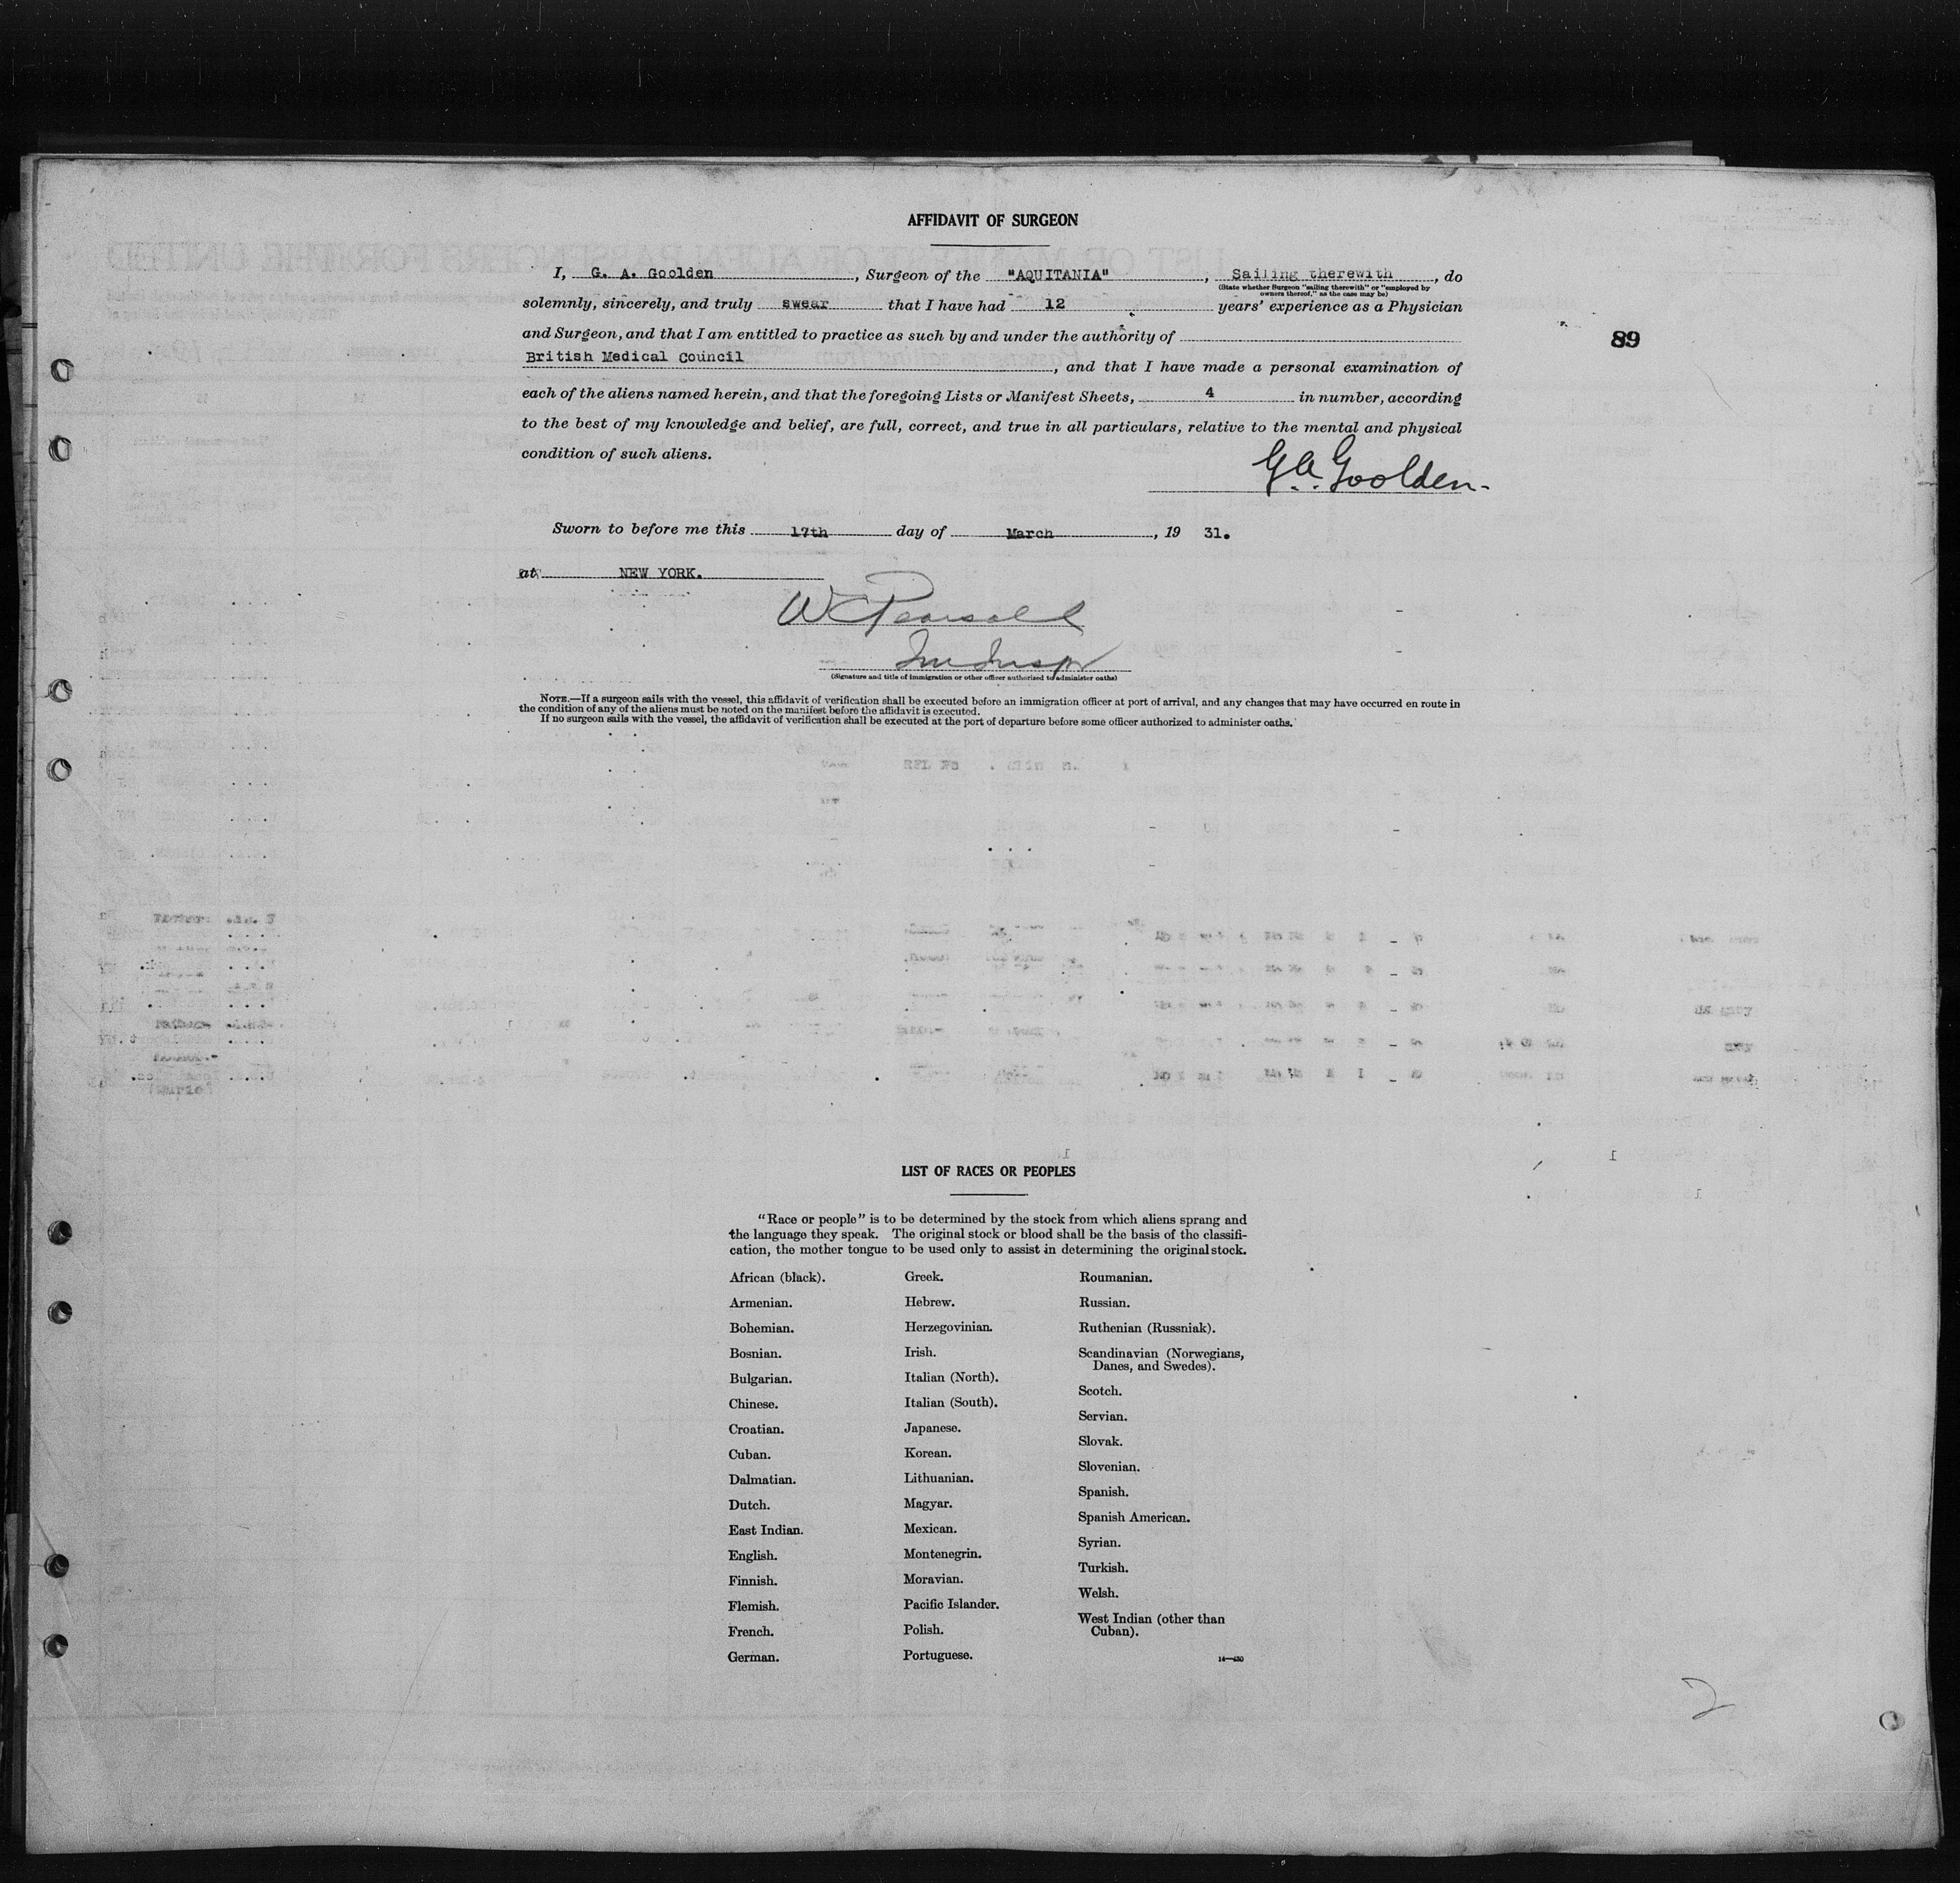 AFFIDAVIT OF SURGEON
I, G. A. Goolden, Surgeon of the "AQUITANIA", Sailing therewith, do
(State whether Surgeon "sailing therewith" or "employed by
owners thereof," as the case may be)
solemnly, sincerely, and truly swear that I have had 12 years' experience as a Physician
and Surgeon, and that I am entitled to practice as such by and under the authority of
89
British Medical Council, and that I have made a personal examination of
each of the aliens named herein, and that the foregoing Lists or Manifest Sheets, 4 in number, according
to the best of my knowledge and belief, are full, correct, and true in all particulars, relative to the mental and physical
condition of such aliens.
G. A. Goolden.
Sworn to before me this 17th day of March, 19 31.
at NEW YORK.
W C Pearsall
Im Inspr
(Signature and title of immigration or other officer authorized to administer oaths)
NOTE.—If a surgeon sails with the vessel, this affidavit of verification shall be executed before an immigration officer at port of arrival, and any changes that may have occurred en route in
the condition of any of the aliens must be noted on the manifest before the affidavit is executed.
If no surgeon sails with the vessel, the affidavit of verification shall be executed at the port of departure before some officer authorized to administer oaths.
LIST OF RACES OR PEOPLES
"Race or people" is to be determined by the stock from which aliens sprang and
the language they speak. The original stock or blood shall be the basis of the classifi-
cation, the mother tongue to be used only to assist in determining the original stock.
African (black).
Armenian.
Bohemian.
Bosnian.
Bulgarian.
Chinese.
Croatian.
Cuban.
Dalmatian.
Dutch.
East Indian.
English.
Finnish.
Flemish.
French.
German.
Greek.
Hebrew.
Herzegovinian.
Irish.
Italian (North).
Italian (South).
Japanese.
Korean.
Lithuanian.
Magyar.
Mexican.
Montenegrin.
Moravian.
Pacific Islander.
Polish.
Portuguese.
Roumanian.
Russian.
Ruthenian (Russniak).
Scandinavian (Norwegians,
Danes, and Swedes).
Scotch.
Servian.
Slovak.
Slovenian.
Spanish.
Spanish American.
Syrian.
Turkish.
Welsh.
West Indian (other than
Cuban).
14—430
2